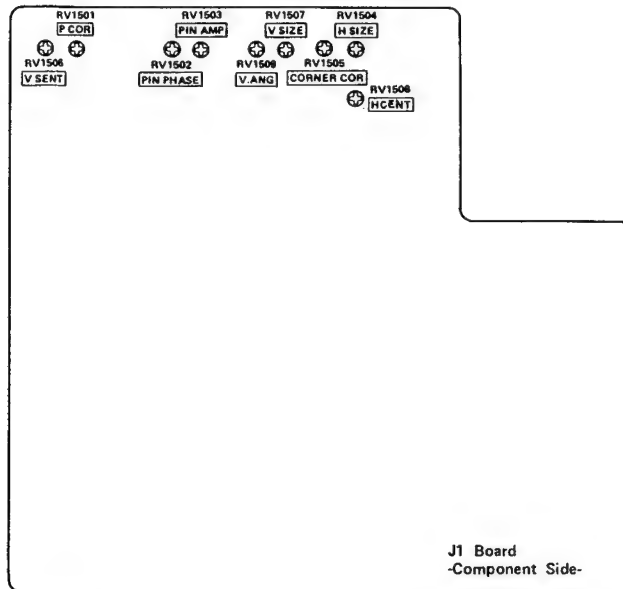 RV1501
P COR
RV1503
PIN AMP
RV1507
V SIZE
RV1504
H SIZE
RV1506
V SENT
RV1502
PIN PHASE
RV1509
V.ANG
RV1505
CORNER COR
RV1508
HCENT
J1 Board
-Component Side-